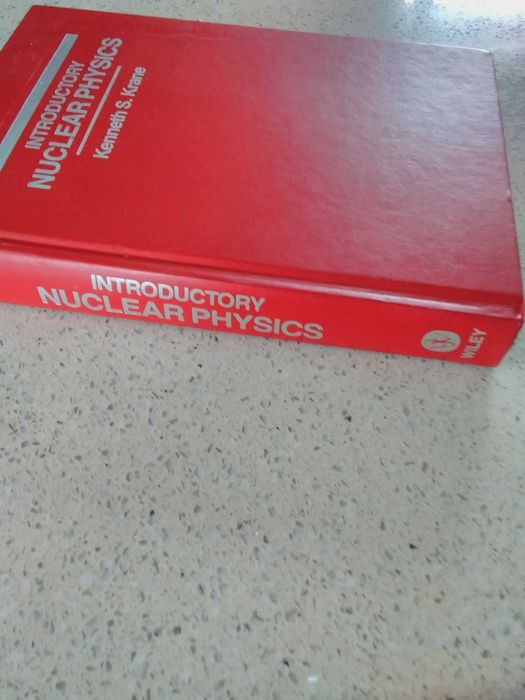 INTRODUCTORY
NUCLEAR PHYSICS
Kenneth S. Krane
INTRODUCTORY
NUCLEAR PHYSICS
WILEY